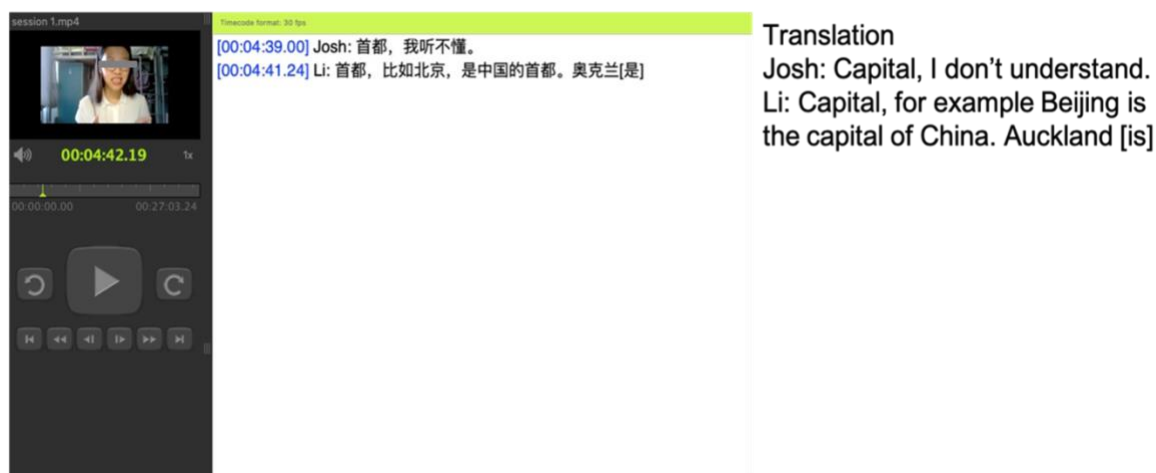 session 1.mp4
Timecode format: 30 fps
[00:04:39.00] Josh: 首都，我听不懂。
[00:04:41.24] Li: 首都，比如北京，是中国的首都。奥克兰[是]
00:04:42.19 1x
00:00:00.00 00:27:03.24
Translation
Josh: Capital, I don’t understand.
Li: Capital, for example Beijing is
the capital of China. Auckland [is]